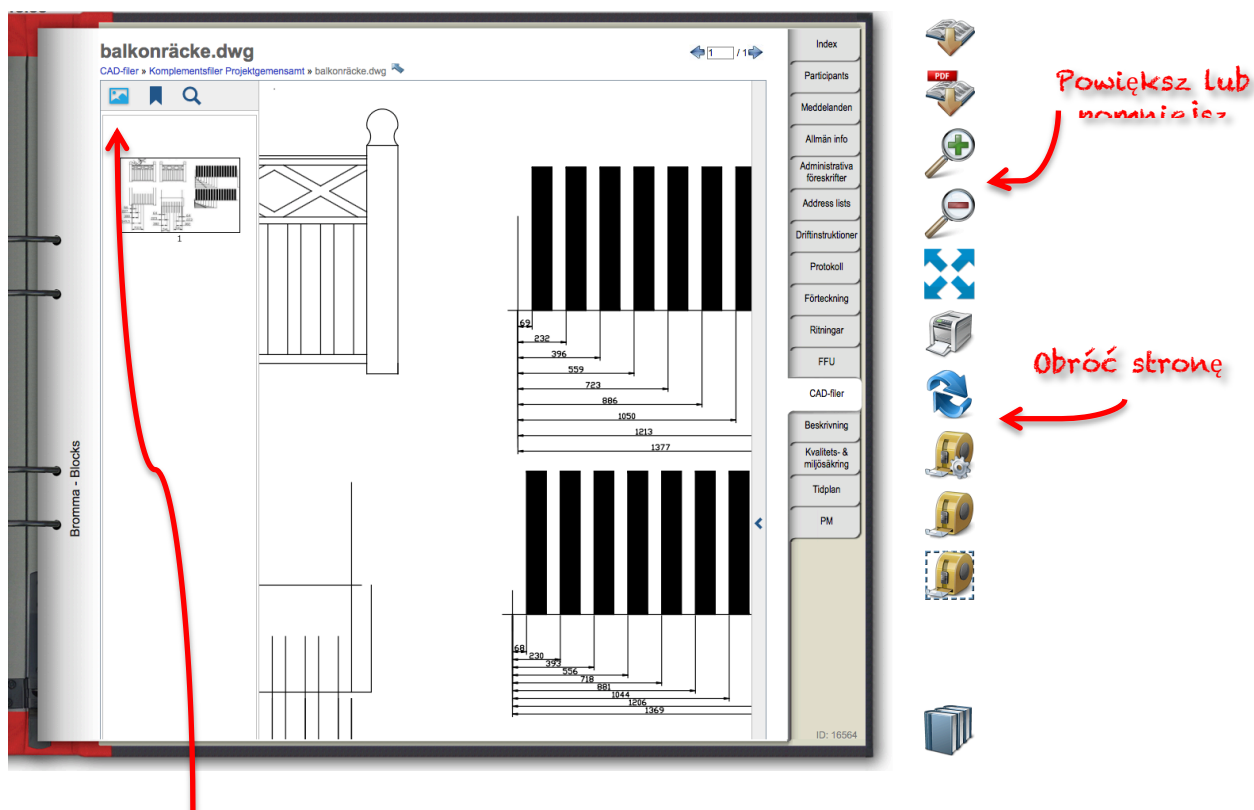 balkonräcke.dwg
1 / 1
CAD-filer » Komplementsfiler Projektgemensamt » balkonräcke.dwg
1
Bromma - Blocks
69
232
396
559
723
886
1050
1213
1377
68
230
393
556
718
881
1044
1206
1369
Index
Participants
Meddelanden
Allmän info
Administrativa
föreskrifter
Address lists
Driftinstruktioner
Protokoll
Förteckning
Ritningar
FFU
CAD-filer
Beskrivning
Kvalitets- &
miljösäkring
Tidplan
PM
ID: 16564
PDF
Powiększ lub
pomniejsz
Obróć stronę